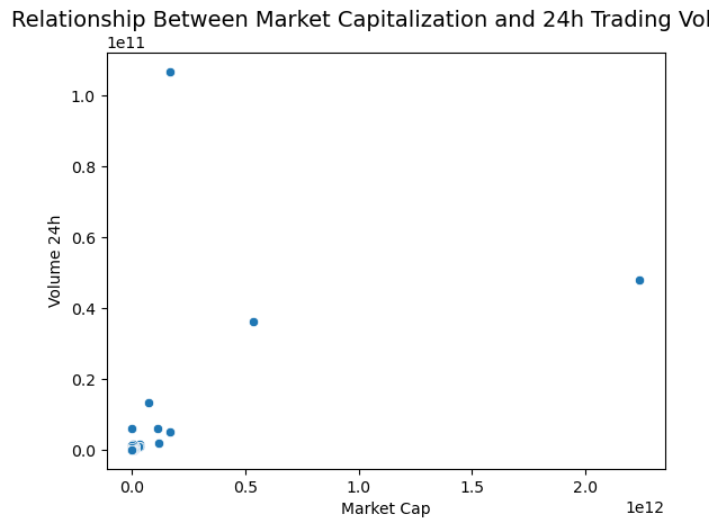 Relationship Between Market Capitalization and 24h Trading Vol
1e11
1.0
0.8
0.6
0.4
0.2
0.0
Volume 24h
0.0 0.5 1.0 1.5 2.0
1e12
Market Cap